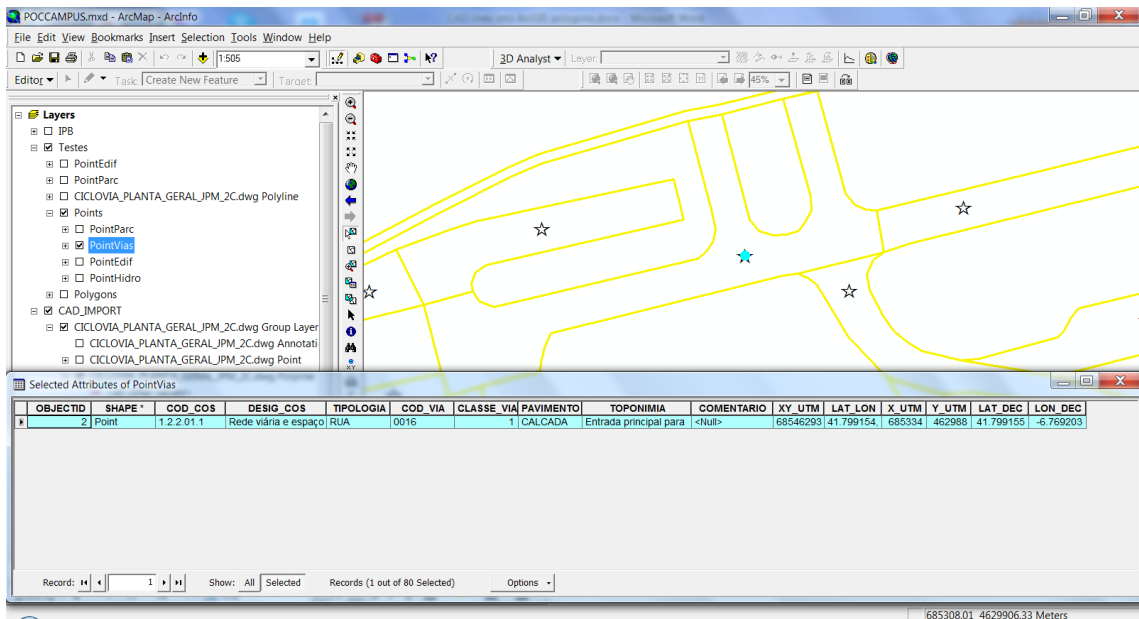 POCCAMPUS.mxd - ArcMap - ArcInfo
File Edit View Bookmarks Insert Selection Tools Window Help
1:505 3D Analyst Layer:
Editor Task: Create New Feature Target: 45%
Layers
IPB
Testes
PointEdif
PointParc
CICLOVIA_PLANTA_GERAL_JPM_2C.dwg Polyline
Points
PointParc
PointVias
PointEdif
PointHidro
Polygons
CAD_IMPORT
CICLOVIA_PLANTA_GERAL_JPM_2C.dwg Group Layer
CICLOVIA_PLANTA_GERAL_JPM_2C.dwg Annotati
CICLOVIA_PLANTA_GERAL_JPM_2C.dwg Point
Selected Attributes of PointVias
OBJECTID SHAPE * COD_COS DESIG_COS TIPOLOGIA COD_VIA CLASSE_VIA PAVIMENTO TOPONIMIA COMENTARIO XY_UTM LAT_LON X_UTM Y_UTM LAT_DEC LON_DEC
2 Point 1.2.2.01.1 Rede viária e espaço RUA 0016 1 CALCADA Entrada principal para <Null> 68546293 41.799154, 685334 462988 41.799155 -6.769203
Record: 1 Show: All Selected Records (1 out of 80 Selected) Options
685308.01 4629906.33 Meters